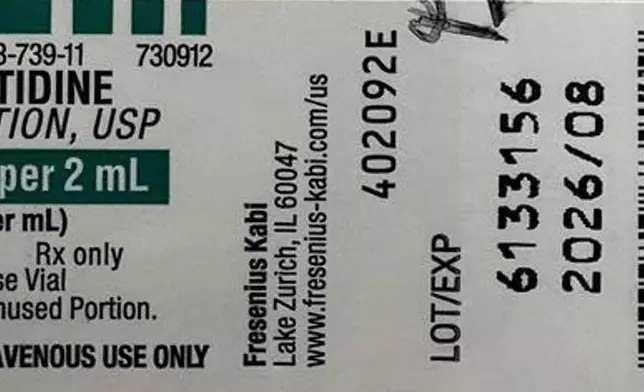 3-739-11 730912
TIDINE
TION, USP
per 2 mL
er mL)
Rx only
se Vial
nused Portion.
AVENOUS USE ONLY
Fresenius Kabi
Lake Zurich, IL 60047
www.fresenius-kabi.com/us
402092E
LOT/EXP
6133156
2026/08